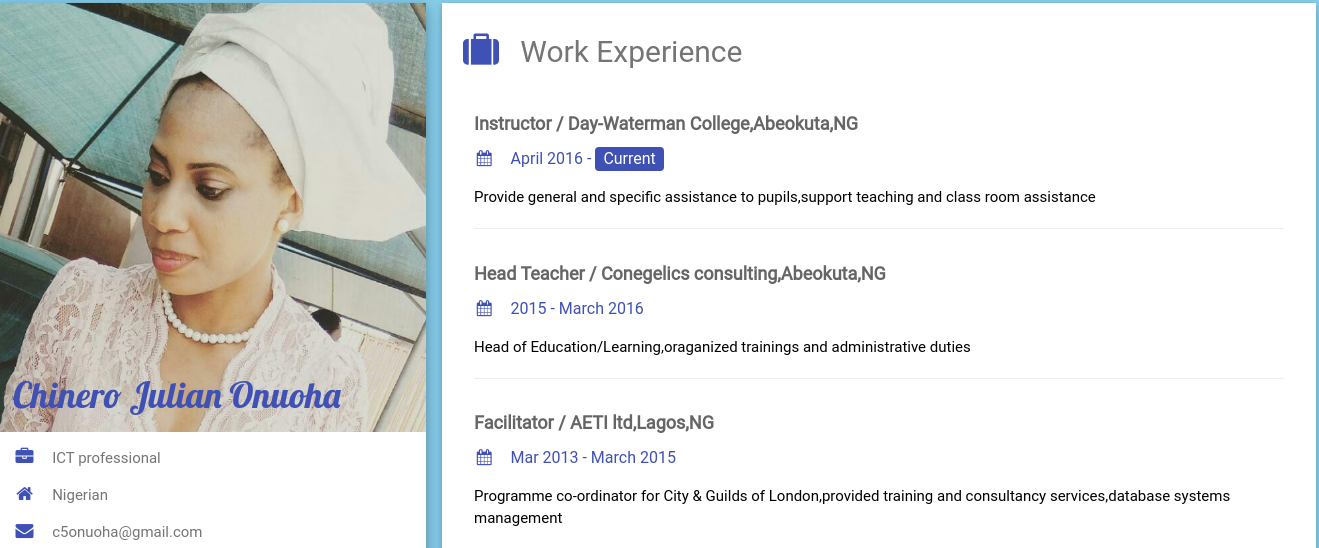 Chinero Julian Onuoha
ICT professional
Nigerian
c5onuoha@gmail.com
Work Experience
Instructor / Day-Waterman College,Abeokuta,NG
April 2016 - Current
Provide general and specific assistance to pupils,support teaching and class room assistance
Head Teacher / Conegelics consulting,Abeokuta,NG
2015 - March 2016
Head of Education/Learning,oraganized trainings and administrative duties
Facilitator / AETI ltd,Lagos,NG
Mar 2013 - March 2015
Programme co-ordinator for City & Guilds of London,provided training and consultancy services,database systems
management